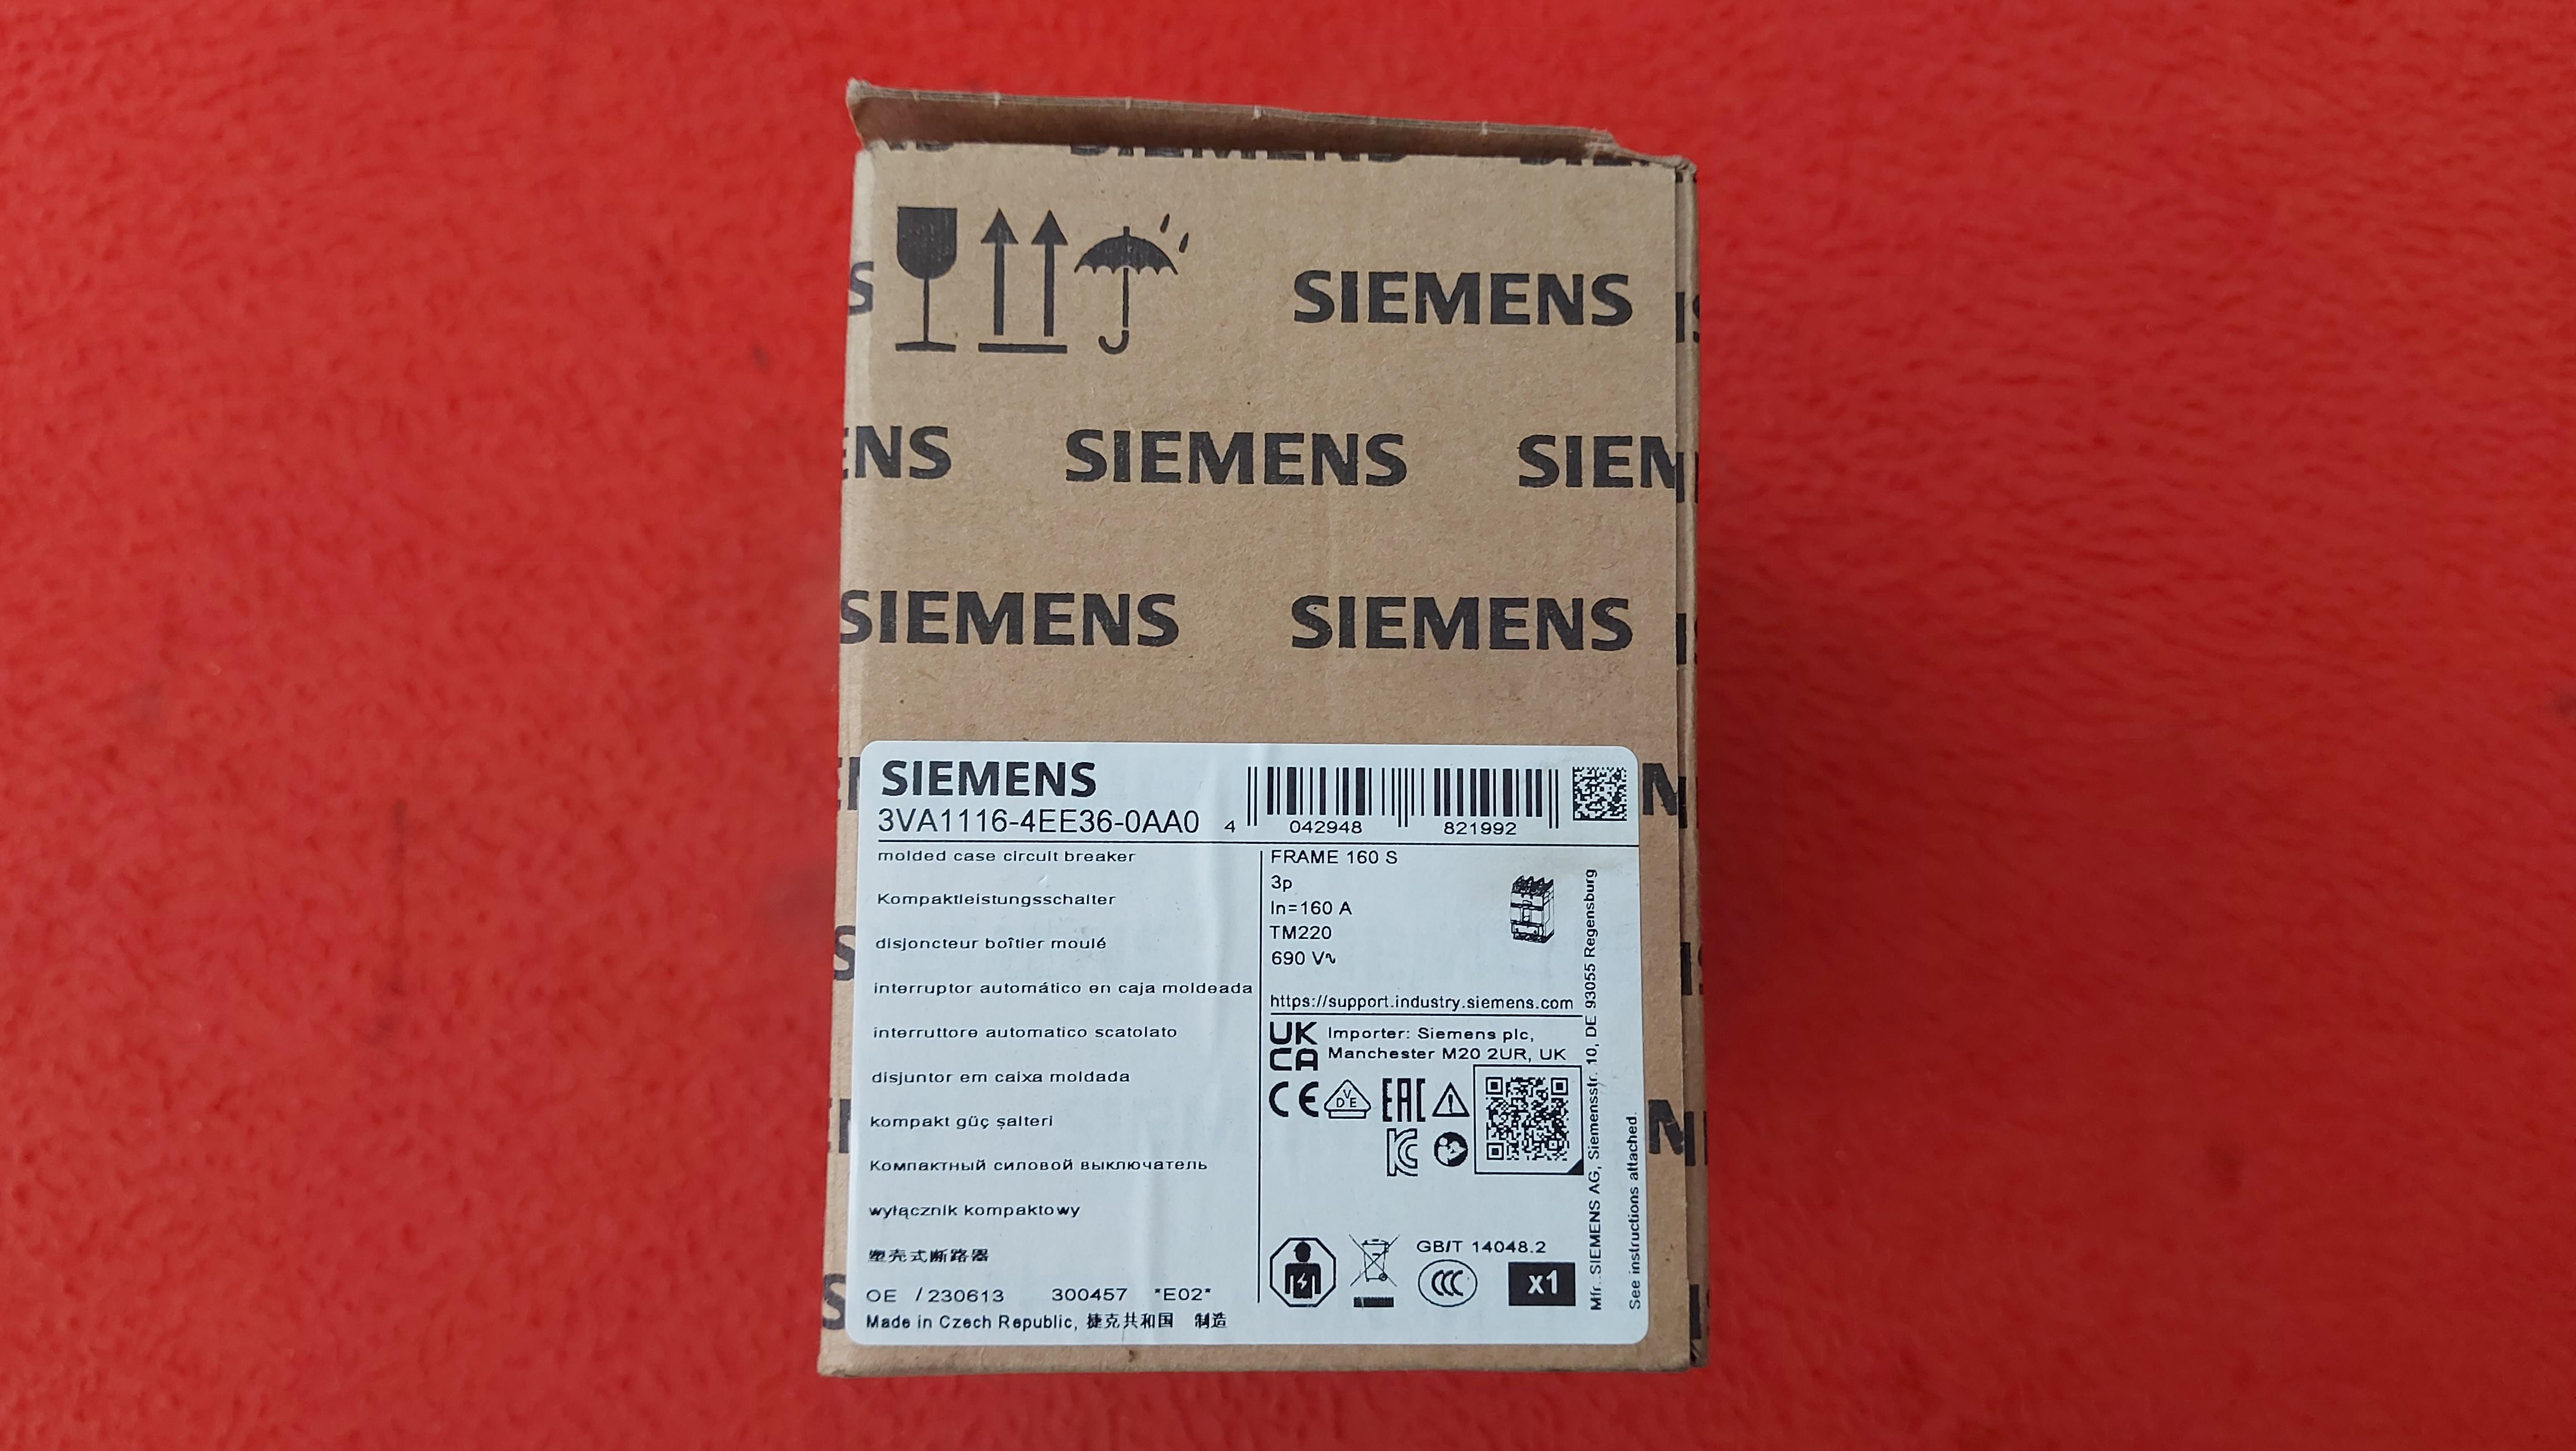 SIEMENS
SIEMENS
SIEMENS SIEMENS
SIEMENS
3VA1116-4EE36-0AA0
4 042948 821992
molded case circuit breaker
Kompaktleistungsschalter
disjoncteur boîtier moulé
interruptor automático en caja moldeada
interruttore automatico scatolato
disjuntor em caixa moldada
kompakt güç şalteri
Компактный силовой выключатель
wyłącznik kompaktowy
塑壳式断路器
OE / 230613 300457 *E02*
Made in Czech Republic, 捷克共和国 制造
FRAME 160 S
3p
In=160 A
TM220
690 V~
https://support.industry.siemens.com
UK
CA
Importer: Siemens plc,
Manchester M20 2UR, UK
CE DVE EAC
KC
GB/T 14048.2
CCC x1
Mfr.:SIEMENS AG, Siemensstr. 10, DE 93055 Regensburg
See instructions attached.